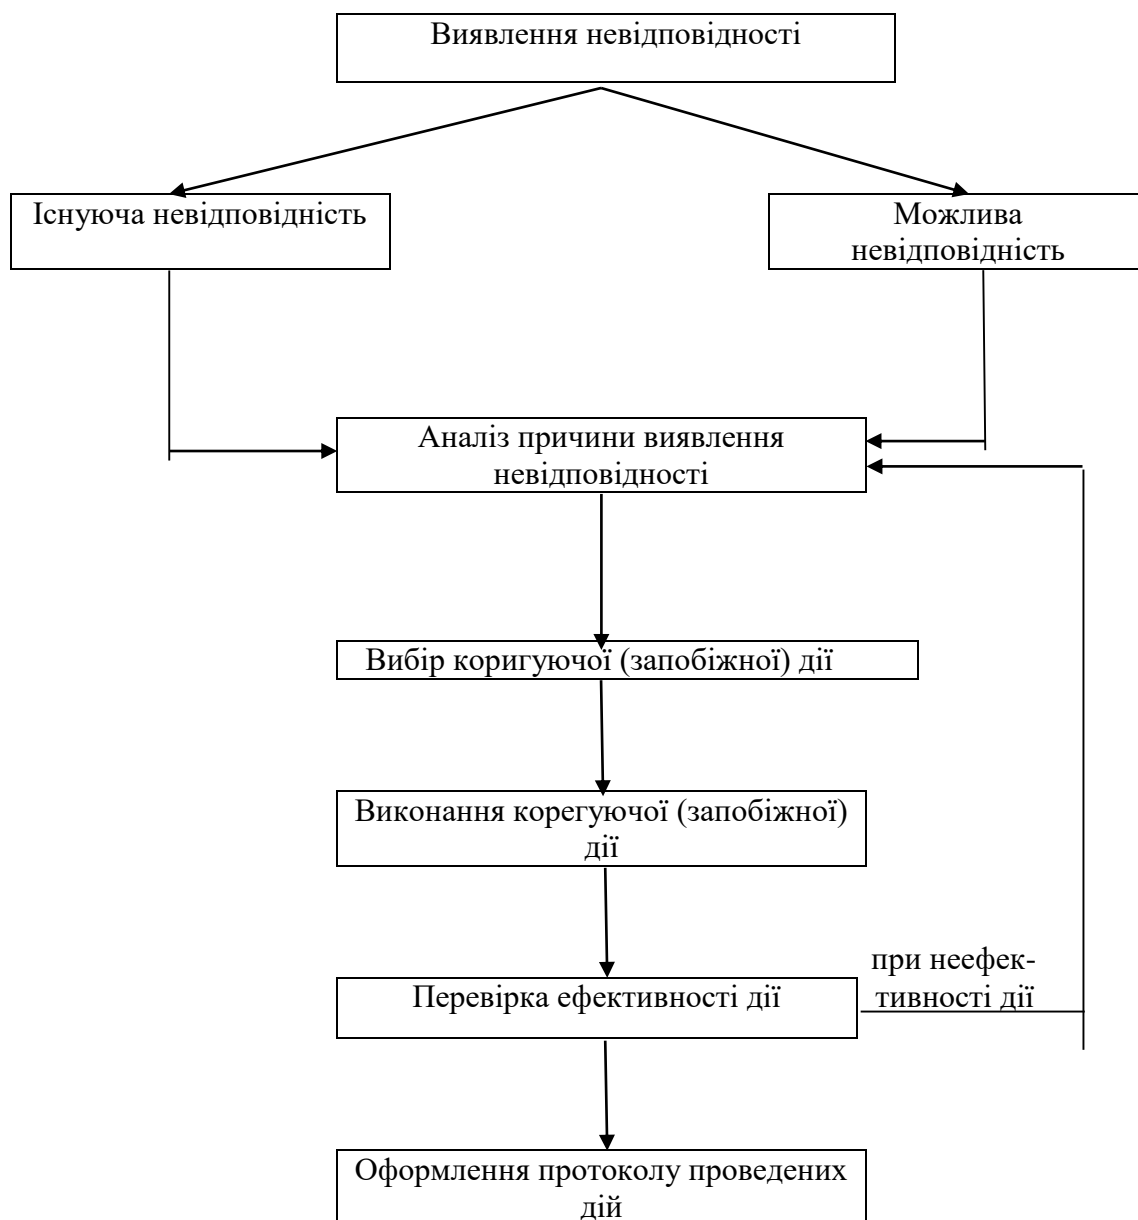 Виявлення невідповідності
Існуюча невідповідність
Можлива
невідповідність
Аналіз причини виявлення
невідповідності
Вибір коригуючої (запобіжної) дії
Виконання корегуючої (запобіжної)
дії
при неефек-
тивності дії
Перевірка ефективності дії
Оформлення протоколу проведених
дій